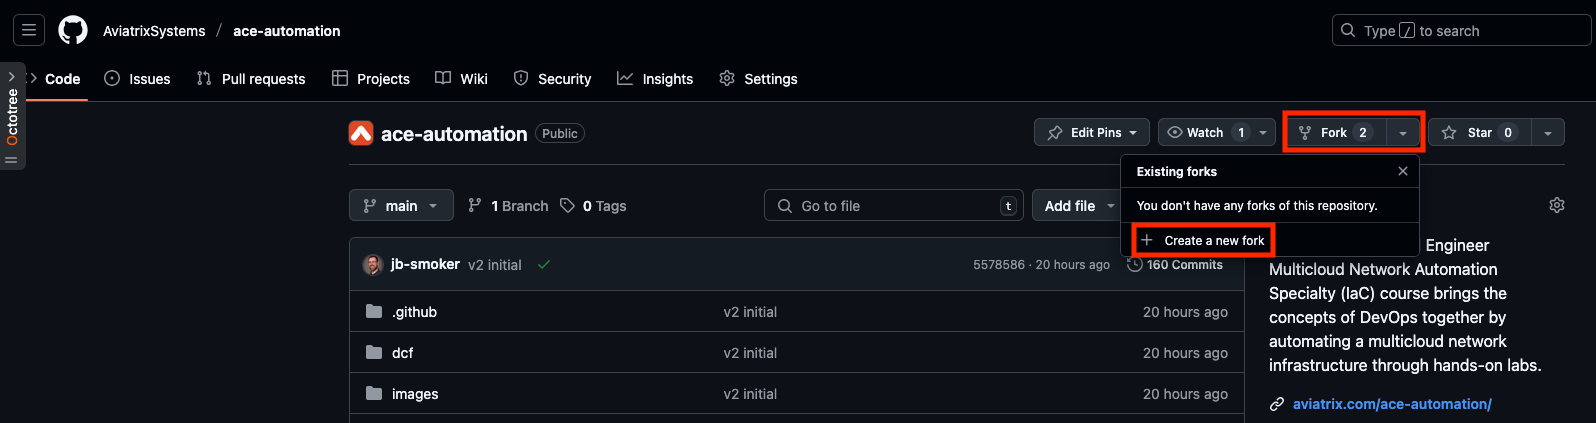 AviatrixSystems / ace-automation
Type / to search
Code
Issues
Pull requests
Projects
Wiki
Security
Insights
Settings
Octotree
ace-automation Public
Edit Pins
Watch 1
Fork 2
Star 0
Existing forks
You don't have any forks of this repository.
Create a new fork
main
1 Branch
0 Tags
Go to file t
Add file
jb-smoker v2 initial
5578586 · 20 hours ago
160 Commits
.github v2 initial 20 hours ago
dcf v2 initial 20 hours ago
images v2 initial 20 hours ago
Engineer
Multicloud Network Automation
Specialty (IaC) course brings the
concepts of DevOps together by
automating a multicloud network
infrastructure through hands-on labs.
aviatrix.com/ace-automation/